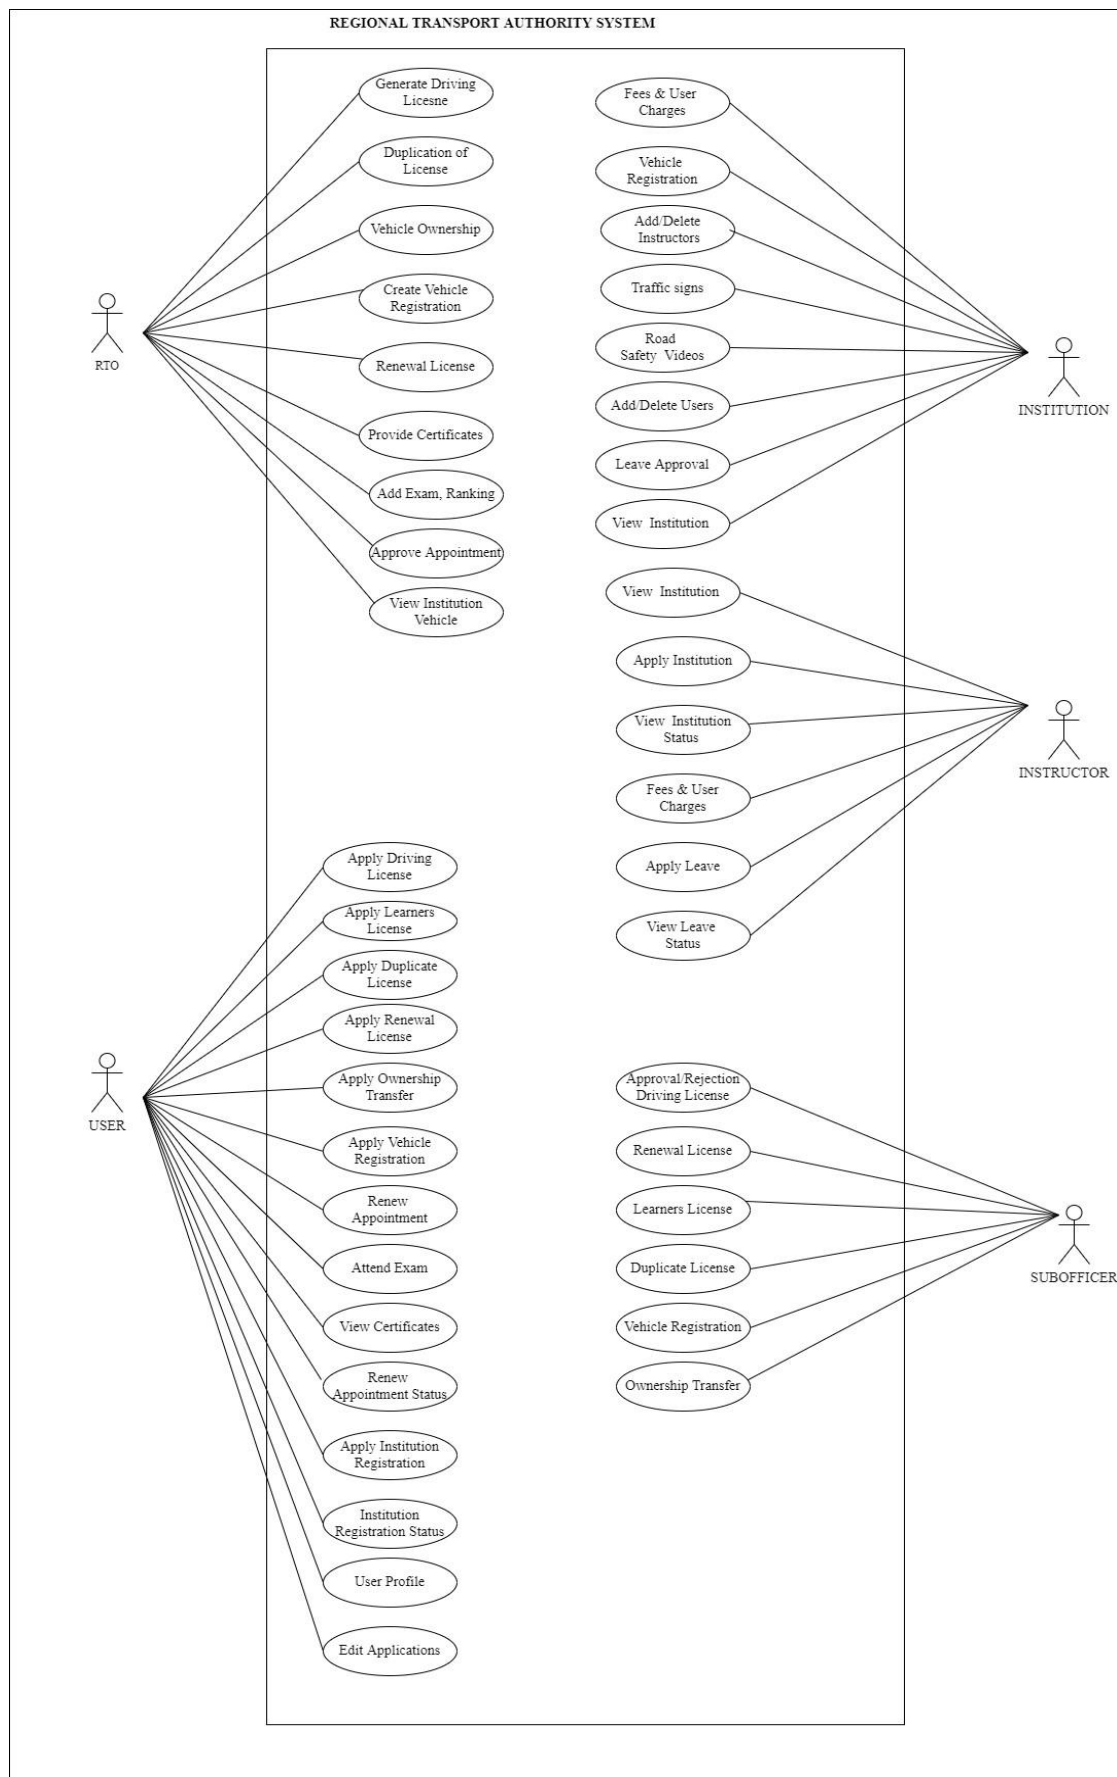 REGIONAL TRANSPORT AUTHORITY SYSTEM
Generate Driving
Licesne
Duplication of
License
Vehicle Ownership
Create Vehicle
Registration
Renewal License
Provide Certificates
Add Exam, Ranking
Approve Appointment
View Institution
Vehicle
RTO
Fees & User
Charges
Vehicle
Registration
Add/Delete
Instructors
Traffic signs
Road
Safety Videos
Add/Delete Users
Leave Approval
View Institution
INSTITUTION
View Institution
Apply Institution
View Institution
Status
Fees & User
Charges
Apply Leave
View Leave
Status
INSTRUCTOR
Apply Driving
License
Apply Learners
License
Apply Duplicate
License
Apply Renewal
License
Apply Ownership
Transfer
Apply Vehicle
Registration
Renew
Appointment
Attend Exam
View Certificates
Renew
Appointment Status
Apply Institution
Registration
Institution
Registration Status
User Profile
Edit Applications
USER
Approval/Rejection
Driving License
Renewal License
Learners License
Duplicate License
Vehicle Registration
Ownership Transfer
SUBOFFICER